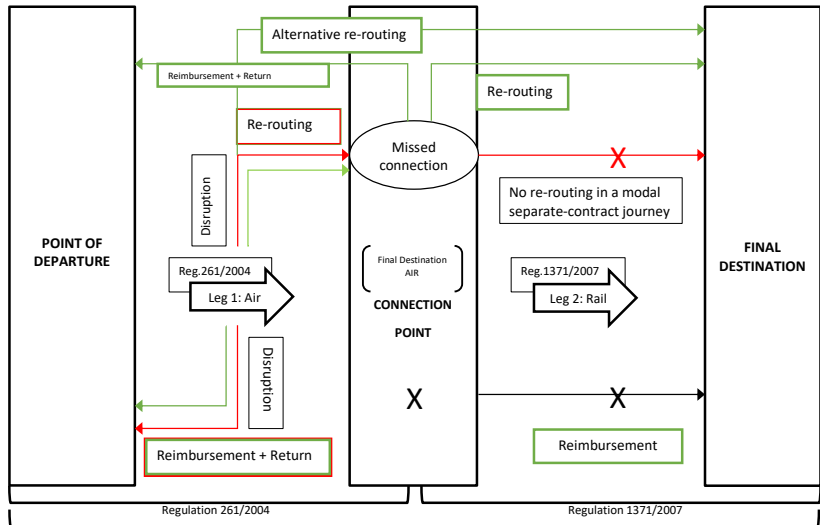 Alternative re-routing
Reimbursement + Return
Re-routing
Re-routing
Missed
connection
X
Disruption
No re-routing in a modal
separate-contract journey
POINT OF
DEPARTURE
Reg.261/2004
Leg 1: Air
Final Destination
AIR
CONNECTION
POINT
Reg.1371/2007
Leg 2: Rail
FINAL
DESTINATION
Disruption
X
X
Reimbursement + Return
Reimbursement
Regulation 261/2004
Regulation 1371/2007